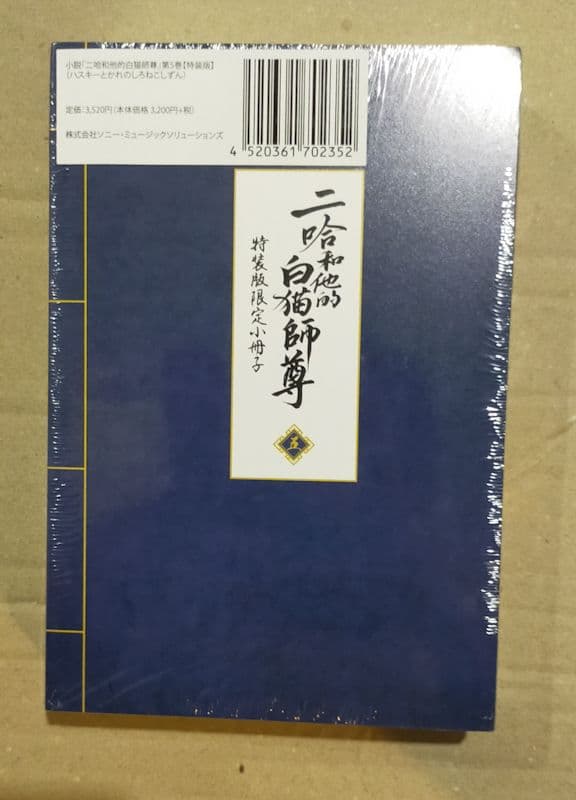 小説「二哈和他的白猫師尊」第5巻【特装版】
(ハスキーとかれのしろねこしずん)
定価:3,520円(本体価格 3,200円+税)
株式会社ソニー・ミュージックソリューションズ
4 520361 702352
二哈和他的白猫師尊
特装版限定小冊子
五